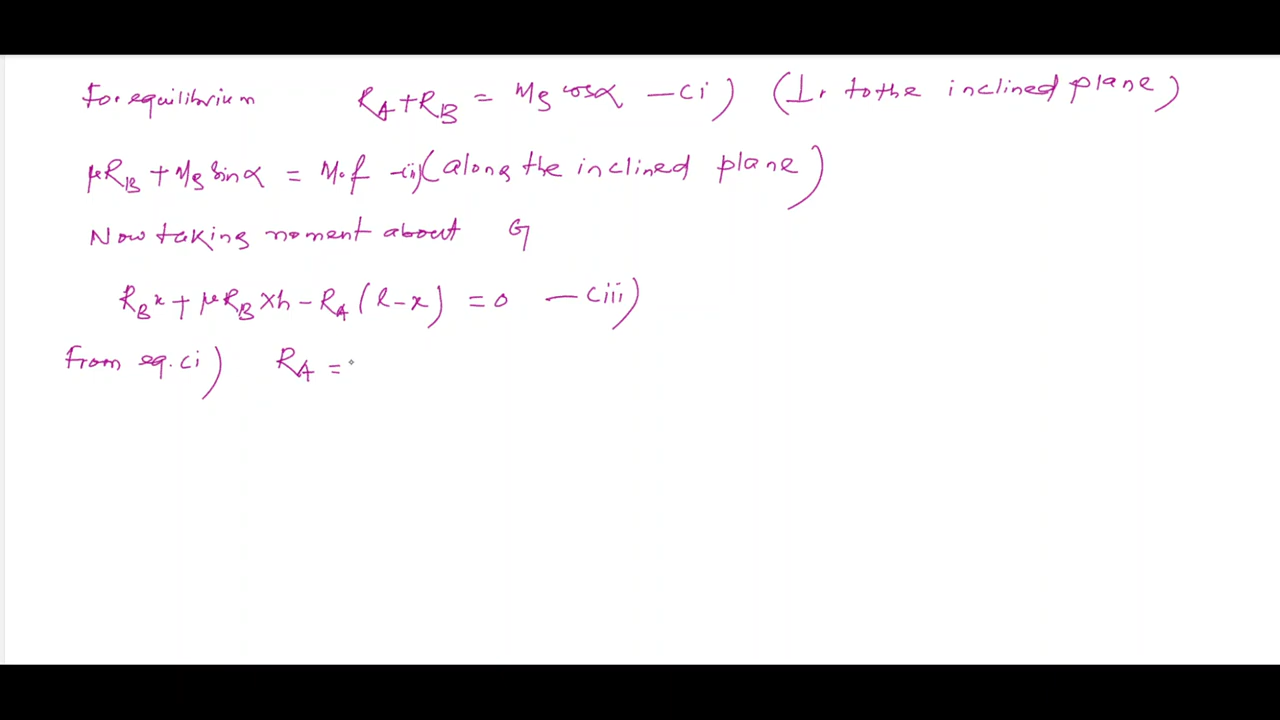 For equilibrium R_A + R_B = Mg cosα — (i) (⊥r to the inclined plane)
μR_B + Mg sinα = M.f —(ii) (along the inclined plane)
Now taking moment about G
R_B x + μR_B × h − R_A (l − x) = 0 — (iii)
From eq. (i) R_A =